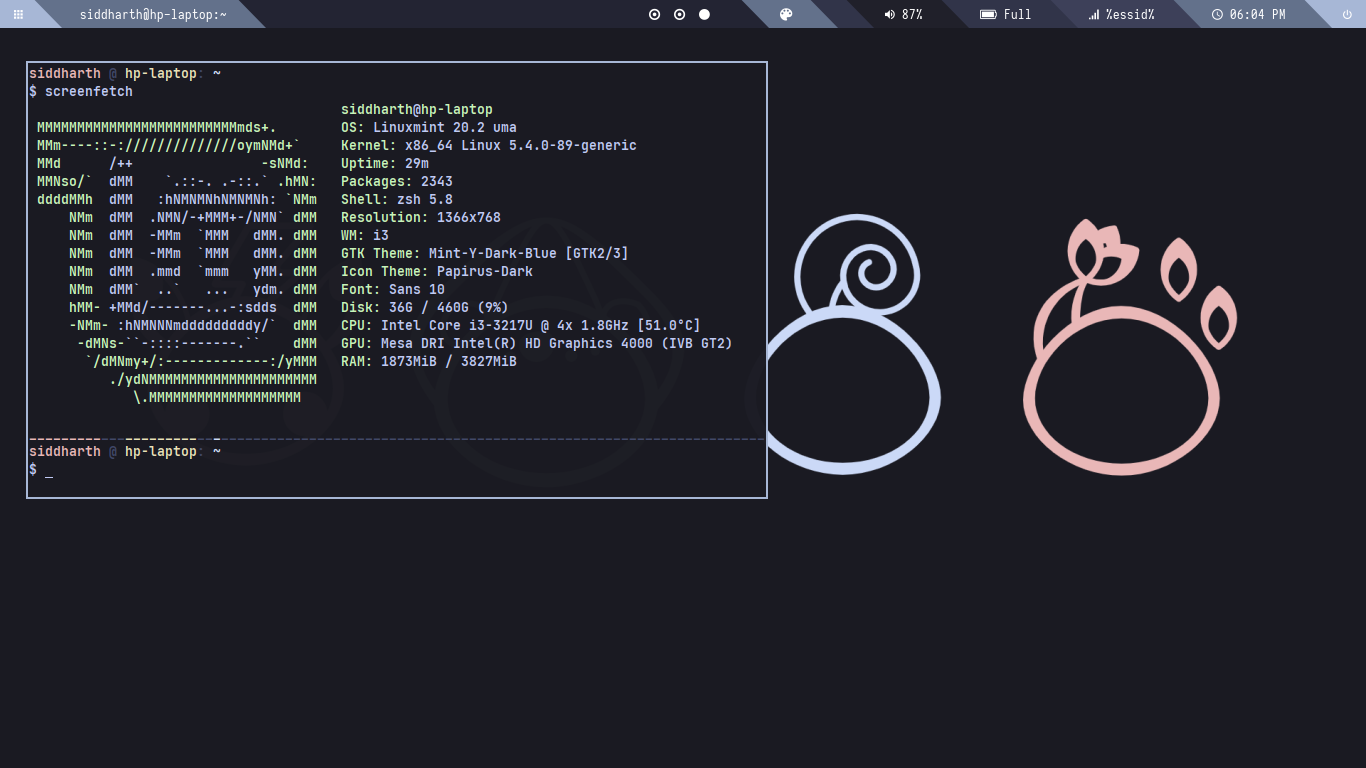 siddharth@hp-laptop:~
87%
Full
%essid%
06:04 PM
siddharth @ hp-laptop: ~
$ screenfetch
siddharth@hp-laptop
MMMMMMMMMMMMMMMMMMMMMMMMMmds+. OS: Linuxmint 20.2 uma
MMm----::-://////////////oymNMd+` Kernel: x86_64 Linux 5.4.0-89-generic
MMd /++ -sNMd: Uptime: 29m
MMNso/` dMM `.::-. .-::.` .hMN: Packages: 2343
ddddMMh dMM :hNMNMNhNMNMNh: `NMm Shell: zsh 5.8
NMm dMM .NMN/-+MMM+-/NMN` dMM Resolution: 1366x768
NMm dMM -MMm `MMM dMM. dMM WM: i3
NMm dMM -MMm `MMM dMM. dMM GTK Theme: Mint-Y-Dark-Blue [GTK2/3]
NMm dMM .mmd `mmm yMM. dMM Icon Theme: Papirus-Dark
NMm dMM` ..` ... ydm. dMM Font: Sans 10
hMM- +MMd/-------...-:sdds dMM Disk: 36G / 460G (9%)
-NMm- :hNMNNNmdddddddddy/` dMM CPU: Intel Core i3-3217U @ 4x 1.8GHz [51.0°C]
-dMNs-``-::::-------.`` dMM GPU: Mesa DRI Intel(R) HD Graphics 4000 (IVB GT2)
`/dMNmy+/:-------------:/yMMM RAM: 1873MiB / 3827MiB
./ydNMMMMMMMMMMMMMMMMMMMMM
\.MMMMMMMMMMMMMMMMMMM
siddharth @ hp-laptop: ~
$ _